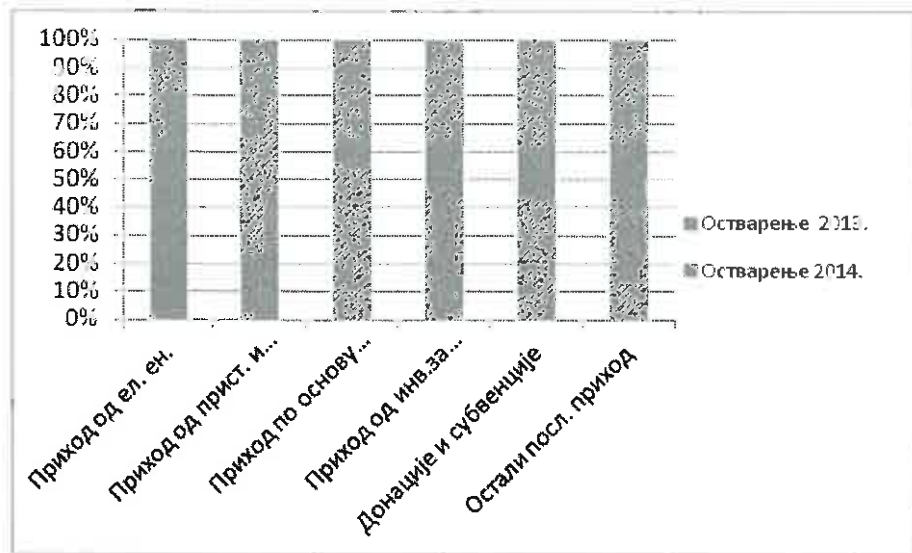 100%
90%
80%
70%
60%
50%
40%
30%
20%
10%
0%
Остварење 2013.
Остварење 2014.
Приход од ел. ен.
Приход од прист. и...
Приход по основу...
Приход од инв.за...
Донације и субвенције
Остали посл. приход